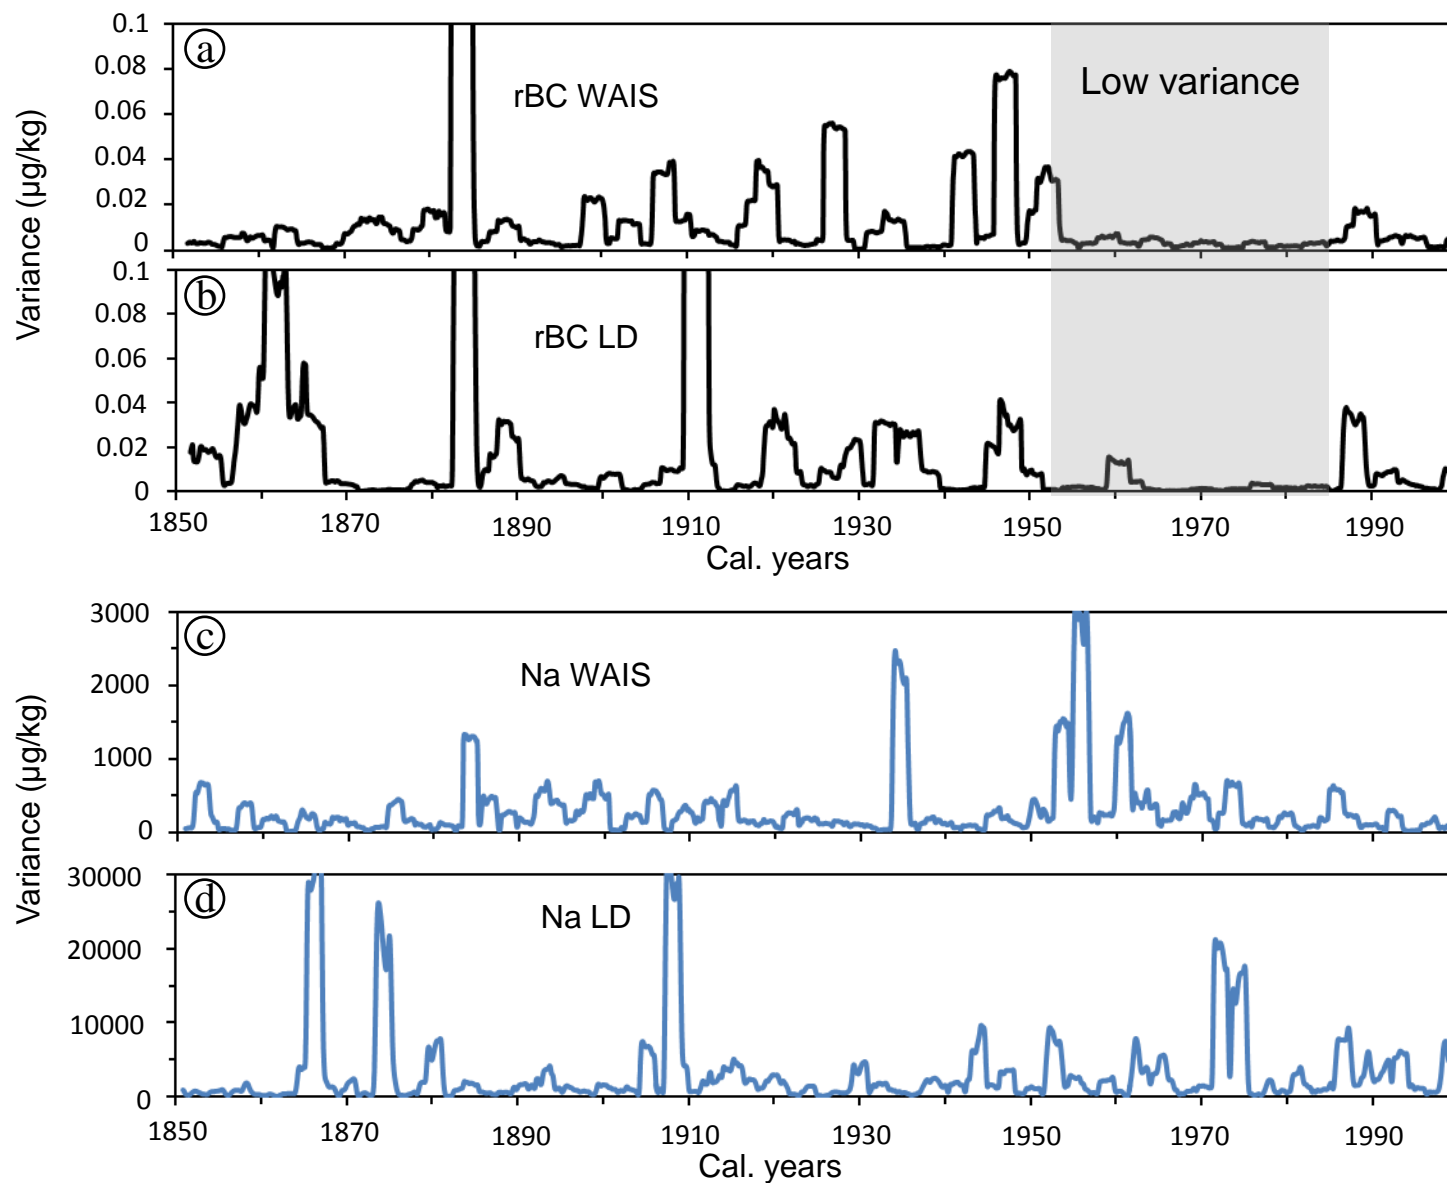 a
0.1
0.08
0.06
0.04
0.02
0
rBC WAIS
Low variance
Variance (µg/kg)
b
0.1
0.08
0.06
0.04
0.02
0
rBC LD
1850 1870 1890 1910 1930 1950 1970 1990
Cal. years
c
3000
2000
1000
0
Na WAIS
Variance (µg/kg)
d
30000
20000
10000
0
Na LD
1850 1870 1890 1910 1930 1950 1970 1990
Cal. years